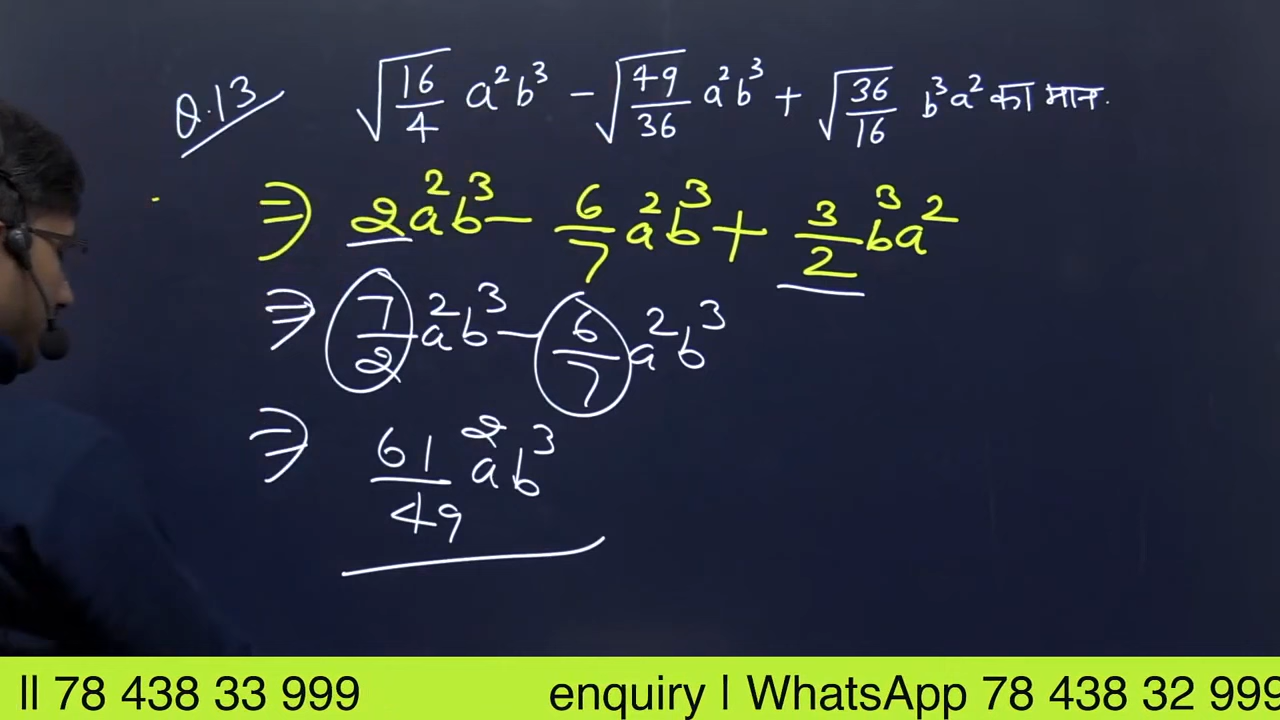 Q.13 √(16/4) a²b³ − √(49/36) a²b³ + √(36/16) b³a² का मान.
⇒ 2a²b³ − 6/7 a²b³ + 3/2 b³a²
⇒ 7/2 a²b³ − 6/7 a²b³
⇒ 61/49 a²b³
ll 78 438 33 999 enquiry | WhatsApp 78 438 32 999